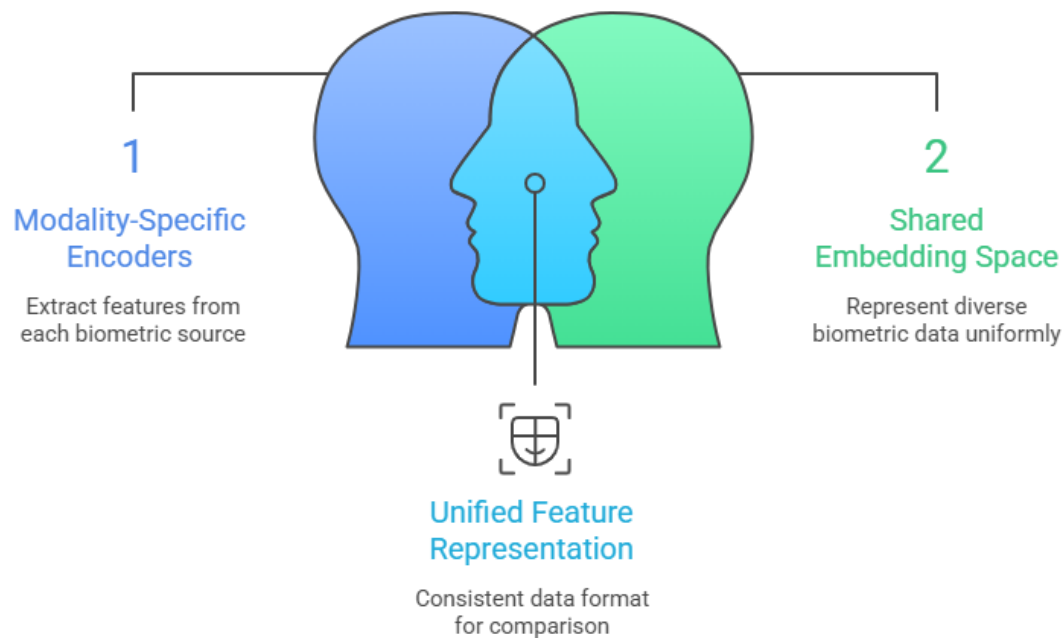 1
Modality-Specific
Encoders
Extract features from
each biometric source
2
Shared
Embedding Space
Represent diverse
biometric data uniformly
Unified Feature
Representation
Consistent data format
for comparison